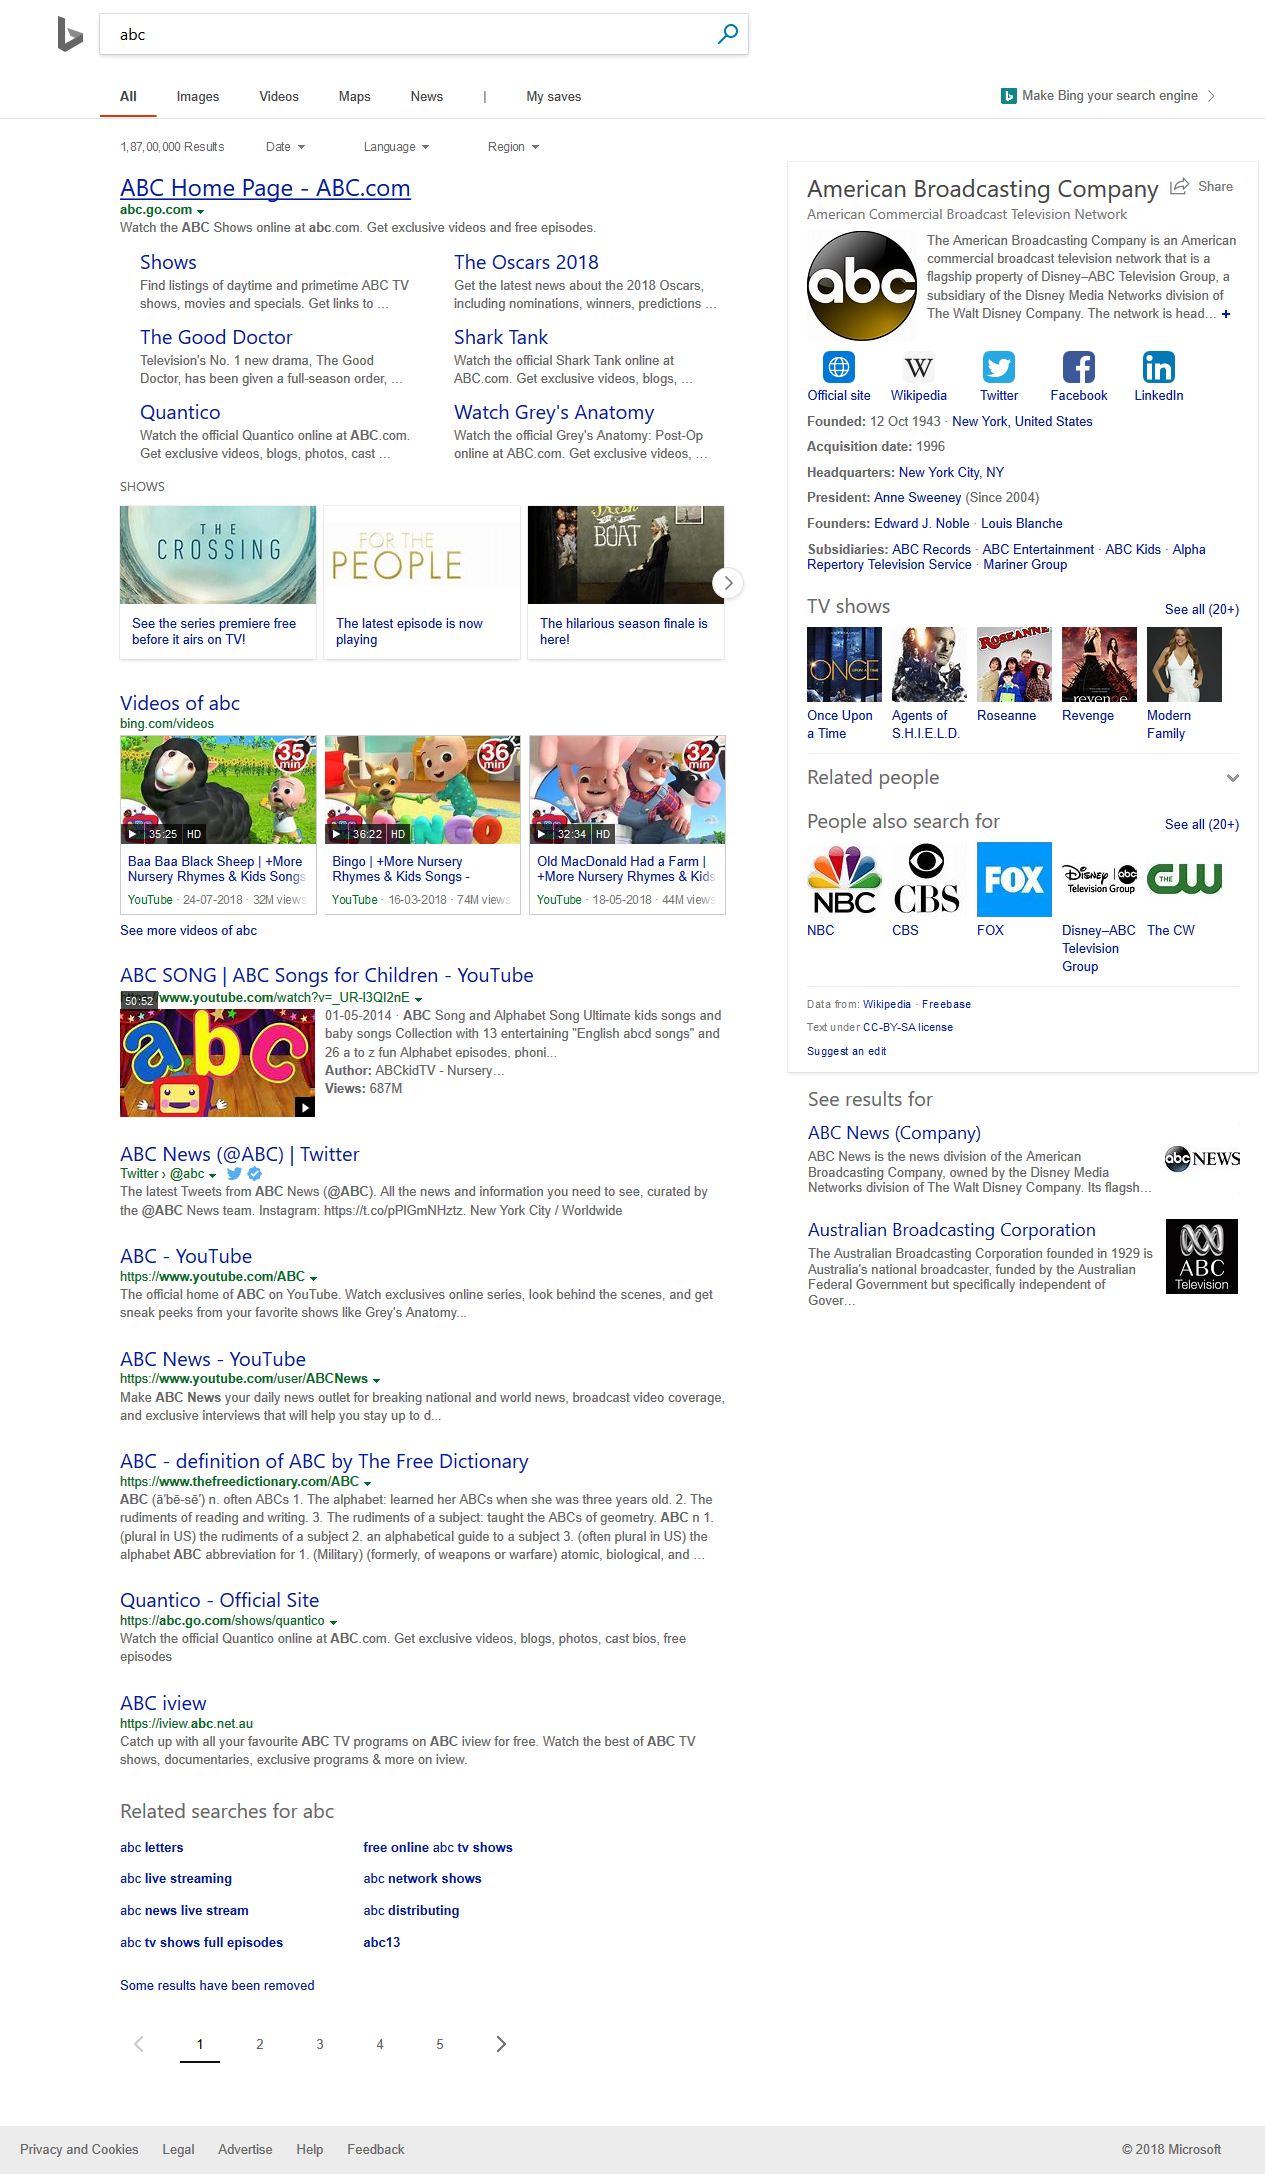 abc
All Images Videos Maps News | My saves
Make Bing your search engine
1,87,00,000 Results Date Language Region
ABC Home Page - ABC.com
abc.go.com
Watch the ABC Shows online at abc.com. Get exclusive videos and free episodes.
Shows
Find listings of daytime and primetime ABC TV
shows, movies and specials. Get links to ...
The Oscars 2018
Get the latest news about the 2018 Oscars,
including nominations, winners, predictions ...
The Good Doctor
Television's No. 1 new drama, The Good
Doctor, has been given a full-season order, ...
Shark Tank
Watch the official Shark Tank online at
ABC.com. Get exclusive videos, blogs, ...
Quantico
Watch the official Quantico online at ABC.com.
Get exclusive videos, blogs, photos, cast ...
Watch Grey's Anatomy
Watch the official Grey's Anatomy: Post-Op
online at ABC.com. Get exclusive videos, ...
SHOWS
THE
CROSSING
See the series premiere free
before it airs on TV!
FOR THE
PEOPLE
The latest episode is now
playing
Fresh
BOAT
The hilarious season finale is
here!
Videos of abc
bing.com/videos
35
min
35:25 HD
Baa Baa Black Sheep | +More
Nursery Rhymes & Kids Songs
YouTube · 24-07-2018 · 32M views
36
min
36:22 HD
Bingo | +More Nursery
Rhymes & Kids Songs -
YouTube · 16-03-2018 · 74M views
32
min
32:34 HD
Old MacDonald Had a Farm |
+More Nursery Rhymes & Kids
YouTube · 18-05-2018 · 44M views
See more videos of abc
ABC SONG | ABC Songs for Children - YouTube
www.youtube.com/watch?v=_UR-l3QI2nE
50:52
abc
01-05-2014 · ABC Song and Alphabet Song Ultimate kids songs and
baby songs Collection with 13 entertaining "English abcd songs" and
26 a to z fun Alphabet episodes, phoni...
Author: ABCkidTV - Nursery...
Views: 687M
ABC News (@ABC) | Twitter
Twitter › @abc
The latest Tweets from ABC News (@ABC). All the news and information you need to see, curated by
the @ABC News team. Instagram: https://t.co/pPlGmNHztz. New York City / Worldwide
ABC - YouTube
https://www.youtube.com/ABC
The official home of ABC on YouTube. Watch exclusives online series, look behind the scenes, and get
sneak peeks from your favorite shows like Grey's Anatomy...
ABC News - YouTube
https://www.youtube.com/user/ABCNews
Make ABC News your daily news outlet for breaking national and world news, broadcast video coverage,
and exclusive interviews that will help you stay up to d...
ABC - definition of ABC by The Free Dictionary
https://www.thefreedictionary.com/ABC
ABC (ā′bē-sē′) n. often ABCs 1. The alphabet: learned her ABCs when she was three years old. 2. The
rudiments of reading and writing. 3. The rudiments of a subject: taught the ABCs of geometry. ABC n 1.
(plural in US) the rudiments of a subject 2. an alphabetical guide to a subject 3. (often plural in US) the
alphabet ABC abbreviation for 1. (Military) (formerly, of weapons or warfare) atomic, biological, and ...
Quantico - Official Site
https://abc.go.com/shows/quantico
Watch the official Quantico online at ABC.com. Get exclusive videos, blogs, photos, cast bios, free
episodes
ABC iview
https://iview.abc.net.au
Catch up with all your favourite ABC TV programs on ABC iview for free. Watch the best of ABC TV
shows, documentaries, exclusive programs & more on iview.
Related searches for abc
abc letters
abc live streaming
abc news live stream
abc tv shows full episodes
free online abc tv shows
abc network shows
abc distributing
abc13
Some results have been removed
1 2 3 4 5
American Broadcasting Company
Share
American Commercial Broadcast Television Network
abc
The American Broadcasting Company is an American
commercial broadcast television network that is a
flagship property of Disney–ABC Television Group, a
subsidiary of the Disney Media Networks division of
The Walt Disney Company. The network is head... +
W
f
in
Official site Wikipedia Twitter Facebook LinkedIn
Founded: 12 Oct 1943 · New York, United States
Acquisition date: 1996
Headquarters: New York City, NY
President: Anne Sweeney (Since 2004)
Founders: Edward J. Noble · Louis Blanche
Subsidiaries: ABC Records · ABC Entertainment · ABC Kids · Alpha
Repertory Television Service · Mariner Group
TV shows
See all (20+)
ONCE
UPON A TIME
ROSEANNE
revenge
Once Upon
a Time
Agents of
S.H.I.E.L.D.
Roseanne
Revenge
Modern
Family
Related people
People also search for
See all (20+)
NBC
CBS
FOX
Disney | abc
Television Group
THE CW
NBC
CBS
FOX
Disney–ABC
Television
Group
The CW
Data from: Wikipedia · Freebase
Text under CC-BY-SA license
Suggest an edit
See results for
ABC News (Company)
ABC News is the news division of the American
Broadcasting Company, owned by the Disney Media
Networks division of The Walt Disney Company. Its flagsh...
abc NEWS
Australian Broadcasting Corporation
The Australian Broadcasting Corporation founded in 1929 is
Australia's national broadcaster, funded by the Australian
Federal Government but specifically independent of
Gover...
ABC
Television
Privacy and Cookies Legal Advertise Help Feedback
© 2018 Microsoft